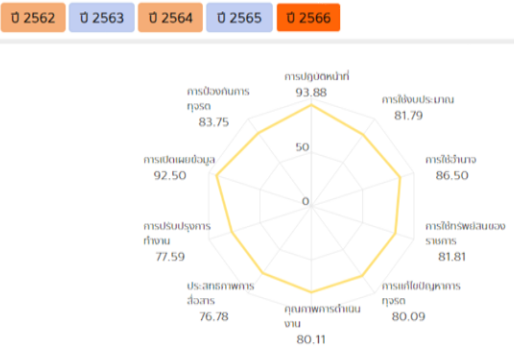 ปี 2562
ปี 2563
ปี 2564
ปี 2565
ปี 2566
การปฏิบัติหน้าที่
93.88
การใช้งบประมาณ
81.79
การใช้อำนาจ
86.50
การใช้ทรัพย์สินของ
ราชการ
81.81
การแก้ไขปัญหาการ
ทุจริต
80.09
คุณภาพการดำเนิน
งาน
80.11
ประสิทธิภาพการ
สื่อสาร
76.78
การปรับปรุงการ
ทำงาน
77.59
การเปิดเผยข้อมูล
92.50
การป้องกันการ
ทุจริต
83.75
50
0